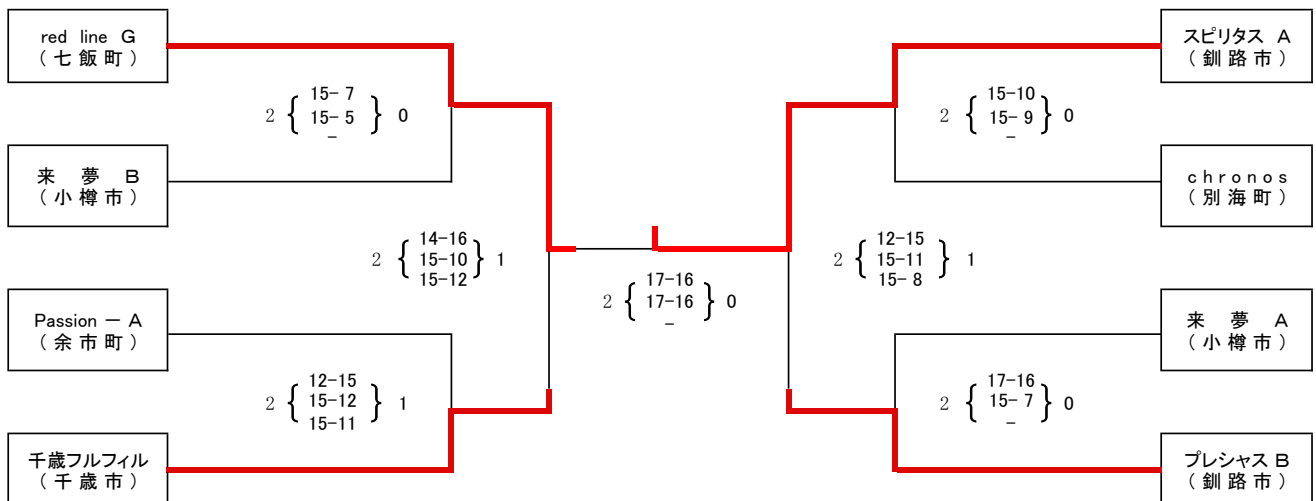 red line G
（七飯町）
スピリタス A
（釧路市）
15- 7
2 { 15- 5 } 0
-
15-10
2 { 15- 9 } 0
-
来 夢 B
（小樽市）
chronos
（別海町）
14-16
2 { 15-10 } 1
15-12
12-15
2 { 15-11 } 1
15- 8
17-16
2 { 17-16 } 0
-
Passion － A
（余市町）
来 夢 A
（小樽市）
12-15
2 { 15-12 } 1
15-11
17-16
2 { 15- 7 } 0
-
千歳フルフィル
（千歳市）
プレシャス B
（釧路市）